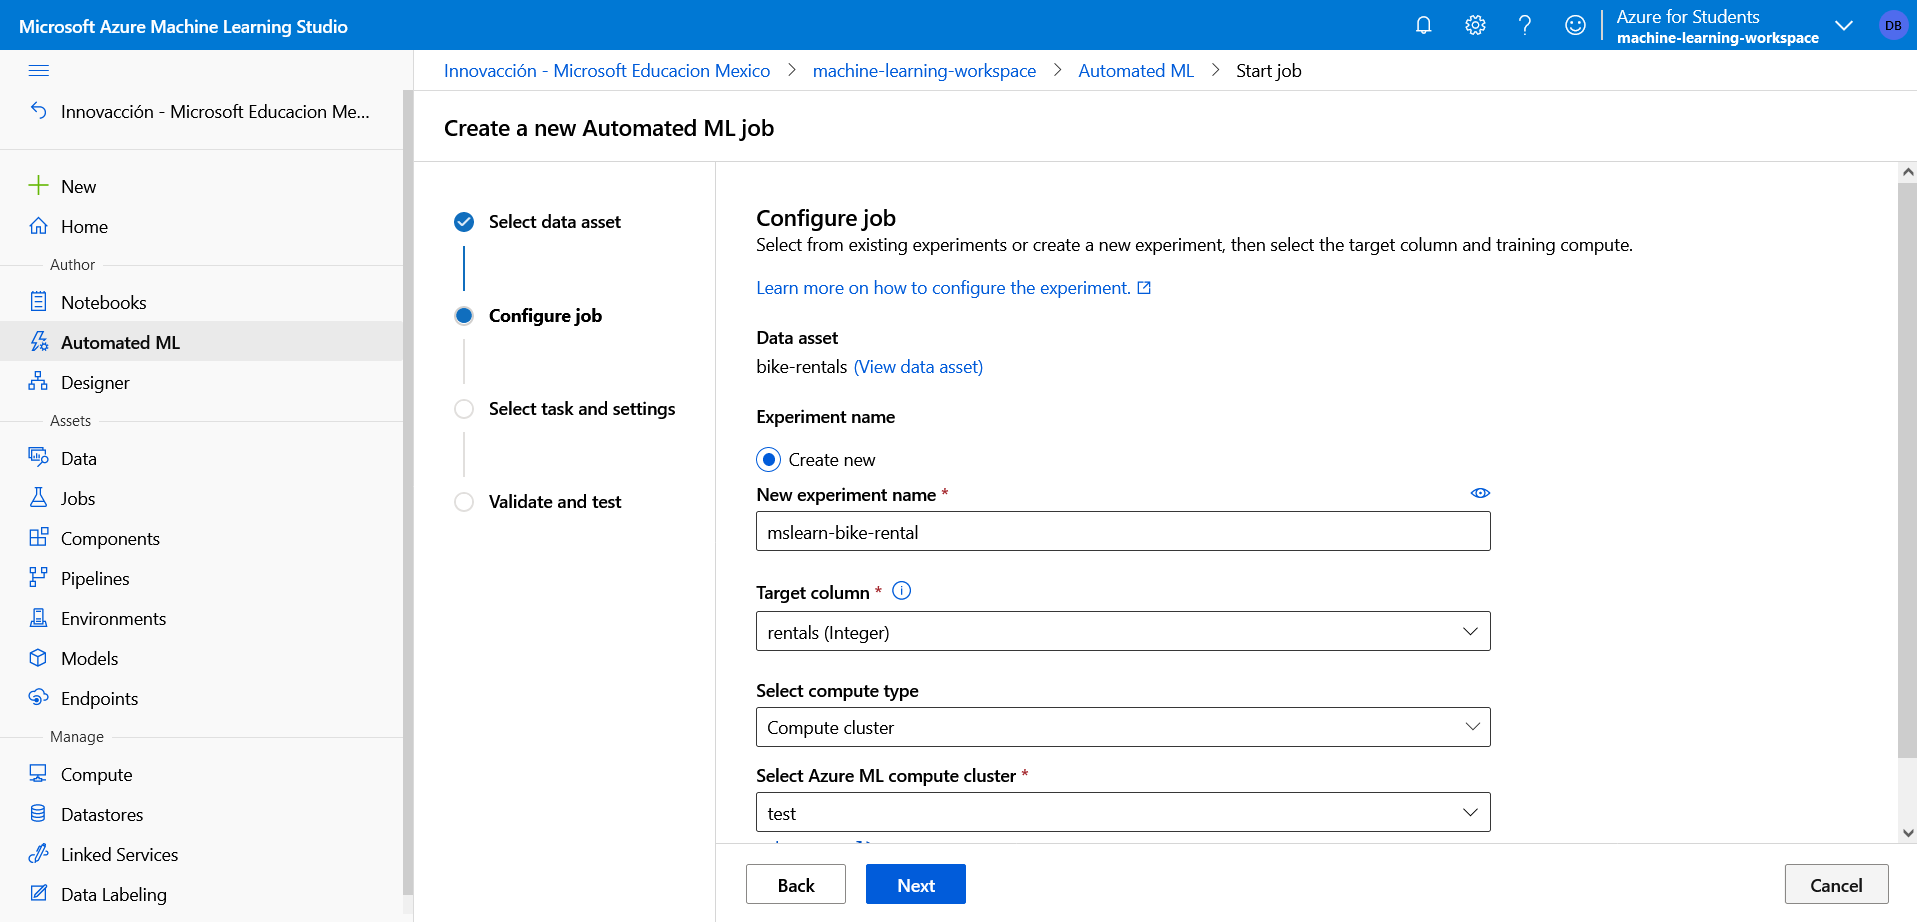 Microsoft Azure Machine Learning Studio
Azure for Students
machine-learning-workspace
DB
Innovacción - Microsoft Educacion Me...
New
Home
Author
Notebooks
Automated ML
Designer
Assets
Data
Jobs
Components
Pipelines
Environments
Models
Endpoints
Manage
Compute
Datastores
Linked Services
Data Labeling
Innovacción - Microsoft Educacion Mexico > machine-learning-workspace > Automated ML > Start job
Create a new Automated ML job
Select data asset
Configure job
Select task and settings
Validate and test
Configure job
Select from existing experiments or create a new experiment, then select the target column and training compute.
Learn more on how to configure the experiment.
Data asset
bike-rentals (View data asset)
Experiment name
Create new
New experiment name *
mslearn-bike-rental
Target column *
rentals (Integer)
Select compute type
Compute cluster
Select Azure ML compute cluster *
test
Back
Next
Cancel